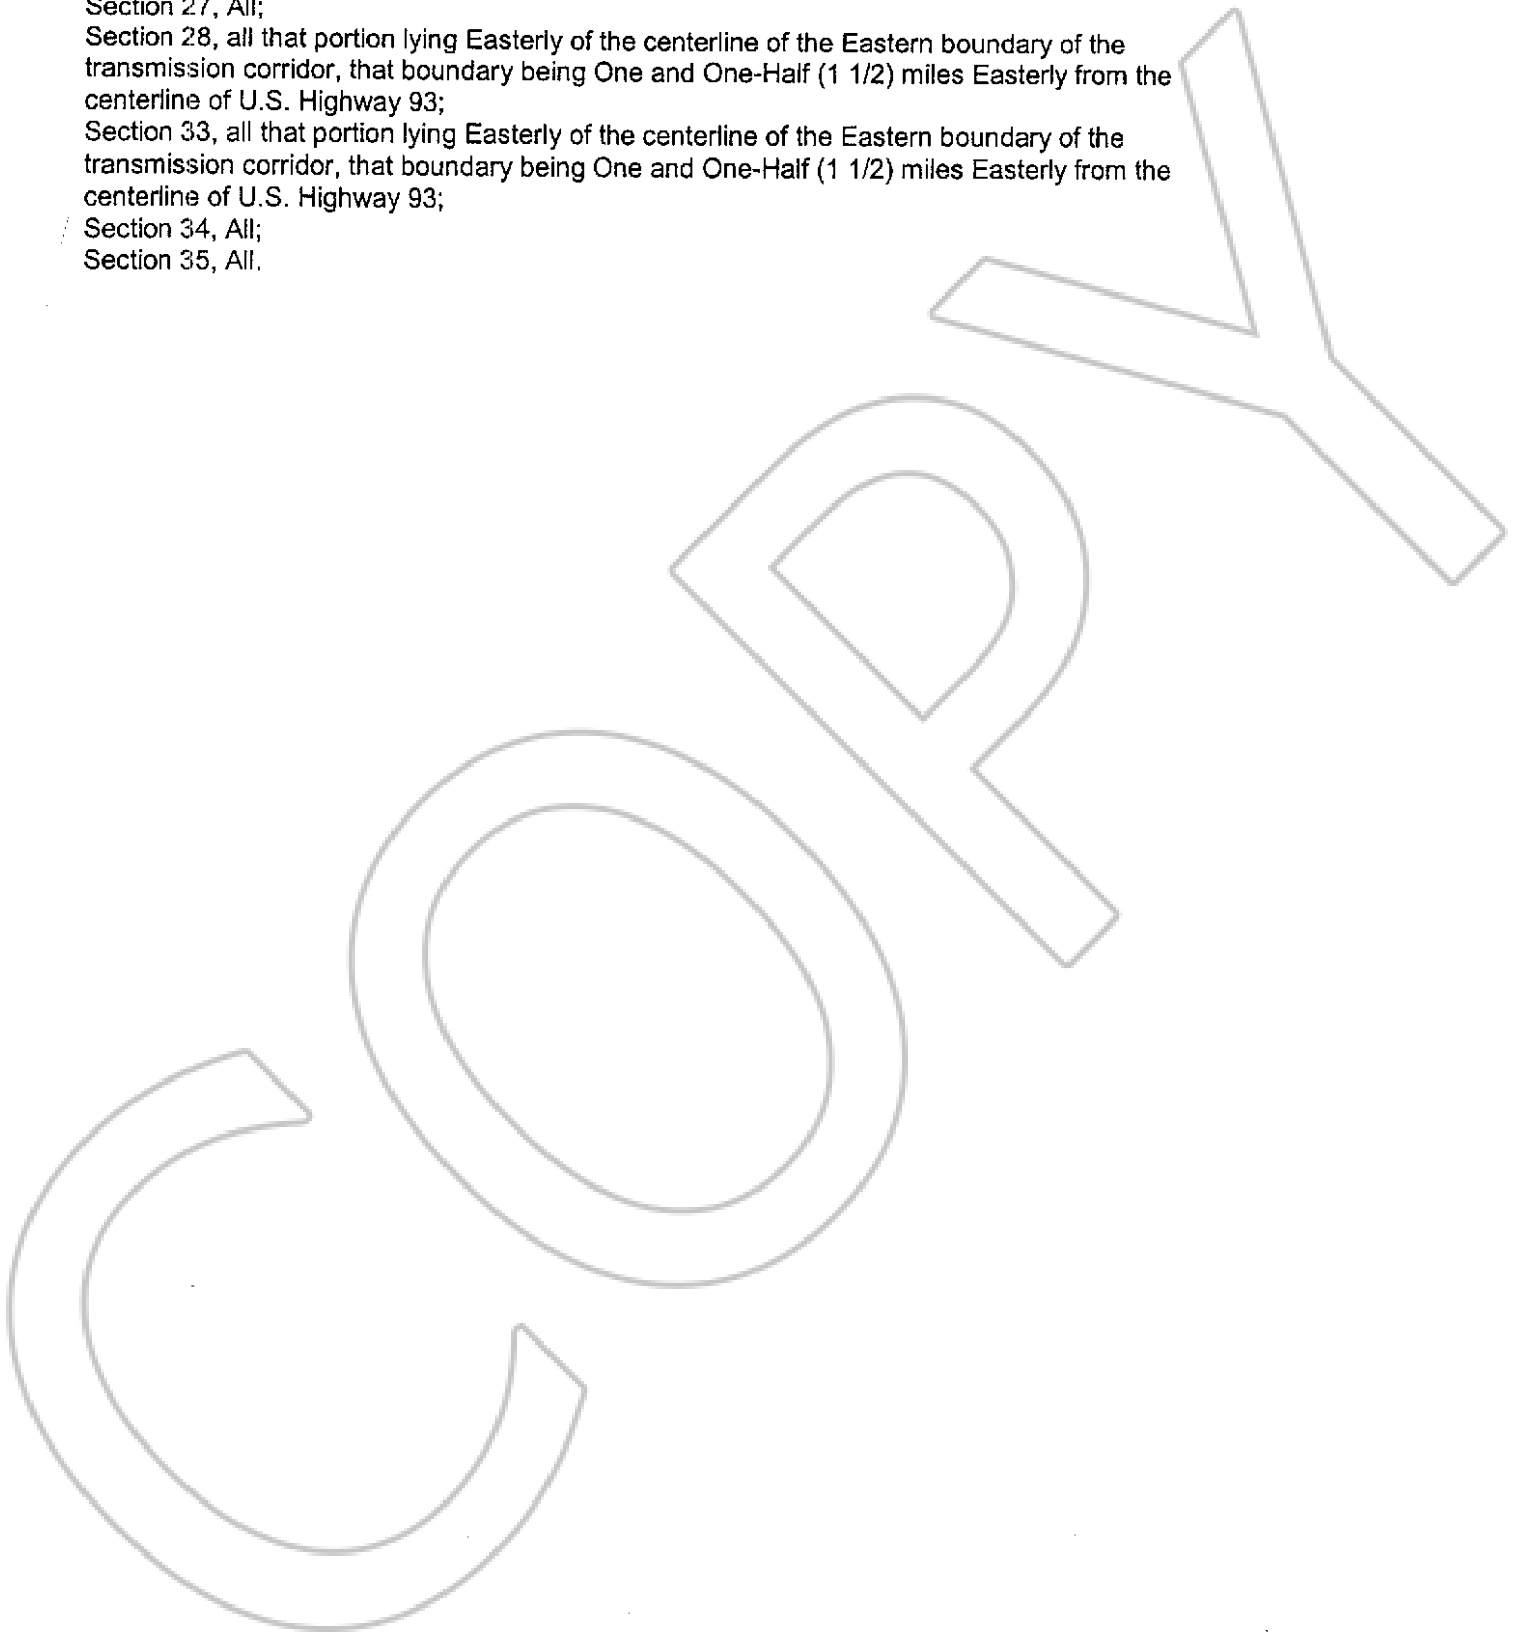 Section 27, All;
Section 28, all that portion lying Easterly of the centerline of the Eastern boundary of the
transmission corridor, that boundary being One and One-Half (1 1/2) miles Easterly from the
centerline of U.S. Highway 93;
Section 33, all that portion lying Easterly of the centerline of the Eastern boundary of the
transmission corridor, that boundary being One and One-Half (1 1/2) miles Easterly from the
centerline of U.S. Highway 93;
Section 34, All;
Section 35, All.
COPY